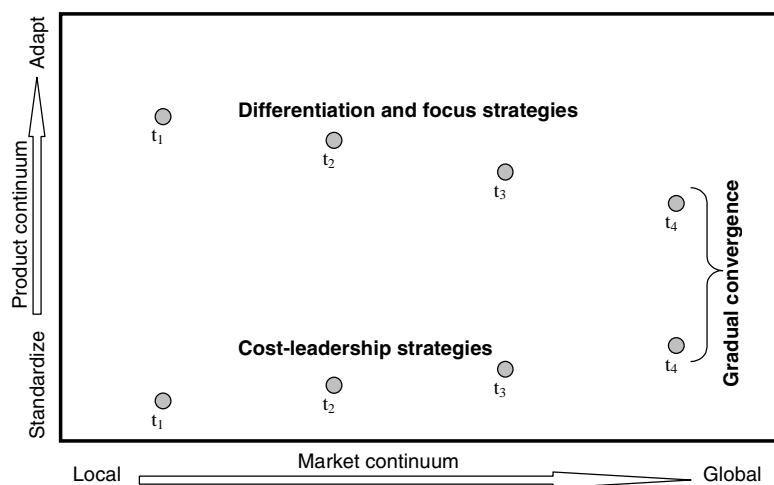 Adapt
Product continuum
Standardize
Differentiation and focus strategies
t₁
t₂
t₃
t₄
Gradual convergence
Cost-leadership strategies
t₁
t₂
t₃
t₄
Local
Market continuum
Global